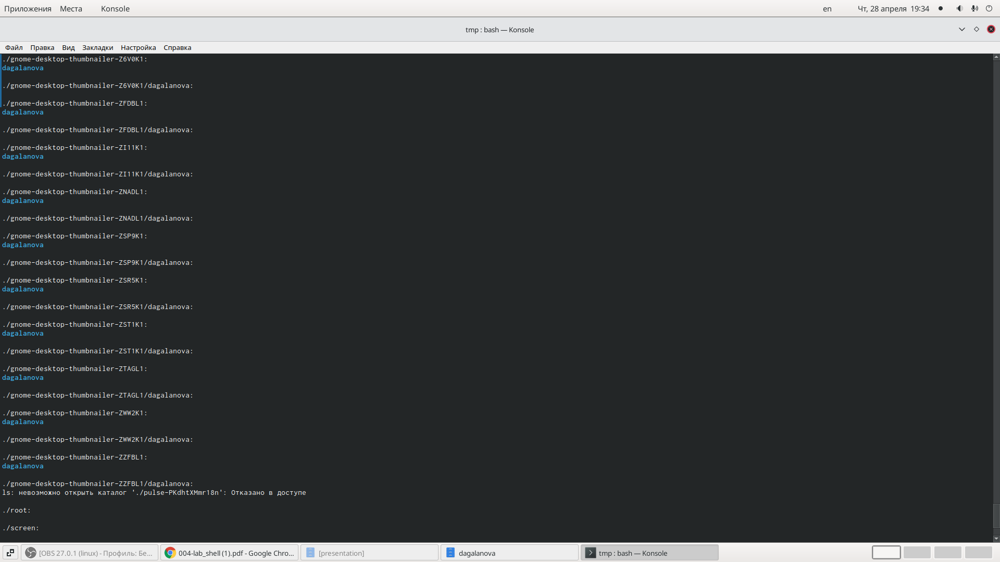 Приложения Места Konsole en Чт, 28 апреля 19:34
tmp : bash — Konsole
Файл Правка Вид Закладки Настройка Справка
./gnome-desktop-thumbnailer-Z6V0K1:
dagalanova
./gnome-desktop-thumbnailer-Z6V0K1/dagalanova:
./gnome-desktop-thumbnailer-ZFDBL1:
dagalanova
./gnome-desktop-thumbnailer-ZFDBL1/dagalanova:
./gnome-desktop-thumbnailer-ZI11K1:
dagalanova
./gnome-desktop-thumbnailer-ZI11K1/dagalanova:
./gnome-desktop-thumbnailer-ZNADL1:
dagalanova
./gnome-desktop-thumbnailer-ZNADL1/dagalanova:
./gnome-desktop-thumbnailer-ZSP9K1:
dagalanova
./gnome-desktop-thumbnailer-ZSP9K1/dagalanova:
./gnome-desktop-thumbnailer-ZSR5K1:
dagalanova
./gnome-desktop-thumbnailer-ZSR5K1/dagalanova:
./gnome-desktop-thumbnailer-ZST1K1:
dagalanova
./gnome-desktop-thumbnailer-ZST1K1/dagalanova:
./gnome-desktop-thumbnailer-ZTAGL1:
dagalanova
./gnome-desktop-thumbnailer-ZTAGL1/dagalanova:
./gnome-desktop-thumbnailer-ZWW2K1:
dagalanova
./gnome-desktop-thumbnailer-ZWW2K1/dagalanova:
./gnome-desktop-thumbnailer-ZZFBL1:
dagalanova
./gnome-desktop-thumbnailer-ZZFBL1/dagalanova:
ls: невозможно открыть каталог './pulse-PKdhtXMmr18n': Отказано в доступе
./root:
./screen:
[OBS 27.0.1 (linux) - Профиль: Бе... 004-lab_shell (1).pdf - Google Chro... [presentation] dagalanova tmp : bash — Konsole